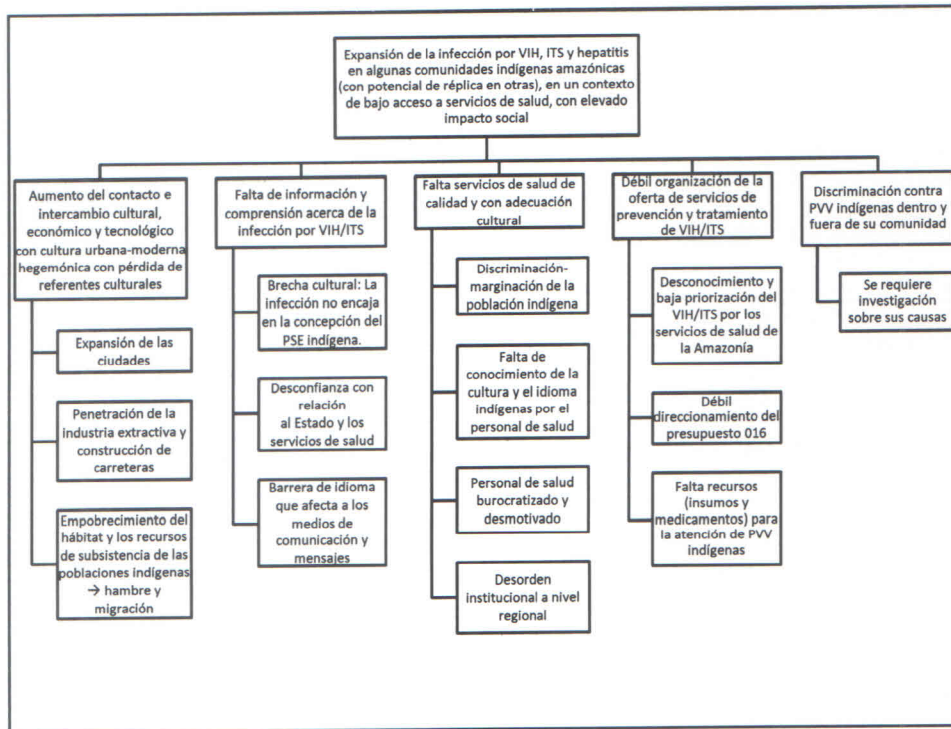 Expansión de la infección por VIH, ITS y hepatitis
en algunas comunidades indígenas amazónicas
(con potencial de réplica en otras), en un contexto
de bajo acceso a servicios de salud, con elevado
impacto social
Aumento del contacto e
intercambio cultural,
económico y tecnológico
con cultura urbana-moderna
hegemónica con pérdida de
referentes culturales
Expansión de las
ciudades
Penetración de la
industria extractiva y
construcción de
carreteras
Empobrecimiento del
hábitat y los recursos
de subsistencia de las
poblaciones indígenas
→ hambre y
migración
Falta de información y
comprensión acerca de la
infección por VIH/ITS
Brecha cultural: La
infección no encaja
en la concepción del
PSE indígena.
Desconfianza con
relación
al Estado y los
servicios de salud
Barrera de idioma
que afecta a los
medios de
comunicación y
mensajes
Falta servicios de salud de
calidad y con adecuación
cultural
Discriminación-
marginación de la
población indígena
Falta de
conocimiento de la
cultura y el idioma
indígenas por el
personal de salud
Personal de salud
burocratizado y
desmotivado
Desorden
institucional a nivel
regional
Débil organización de la
oferta de servicios de
prevención y tratamiento
de VIH/ITS
Desconocimiento y
baja priorización del
VIH/ITS por los
servicios de salud de
la Amazonía
Débil
direccionamiento del
presupuesto 016
Falta recursos
(insumos y
medicamentos) para
la atención de PVV
indígenas
Discriminación contra
PVV indígenas dentro y
fuera de su comunidad
Se requiere
investigación
sobre sus causas